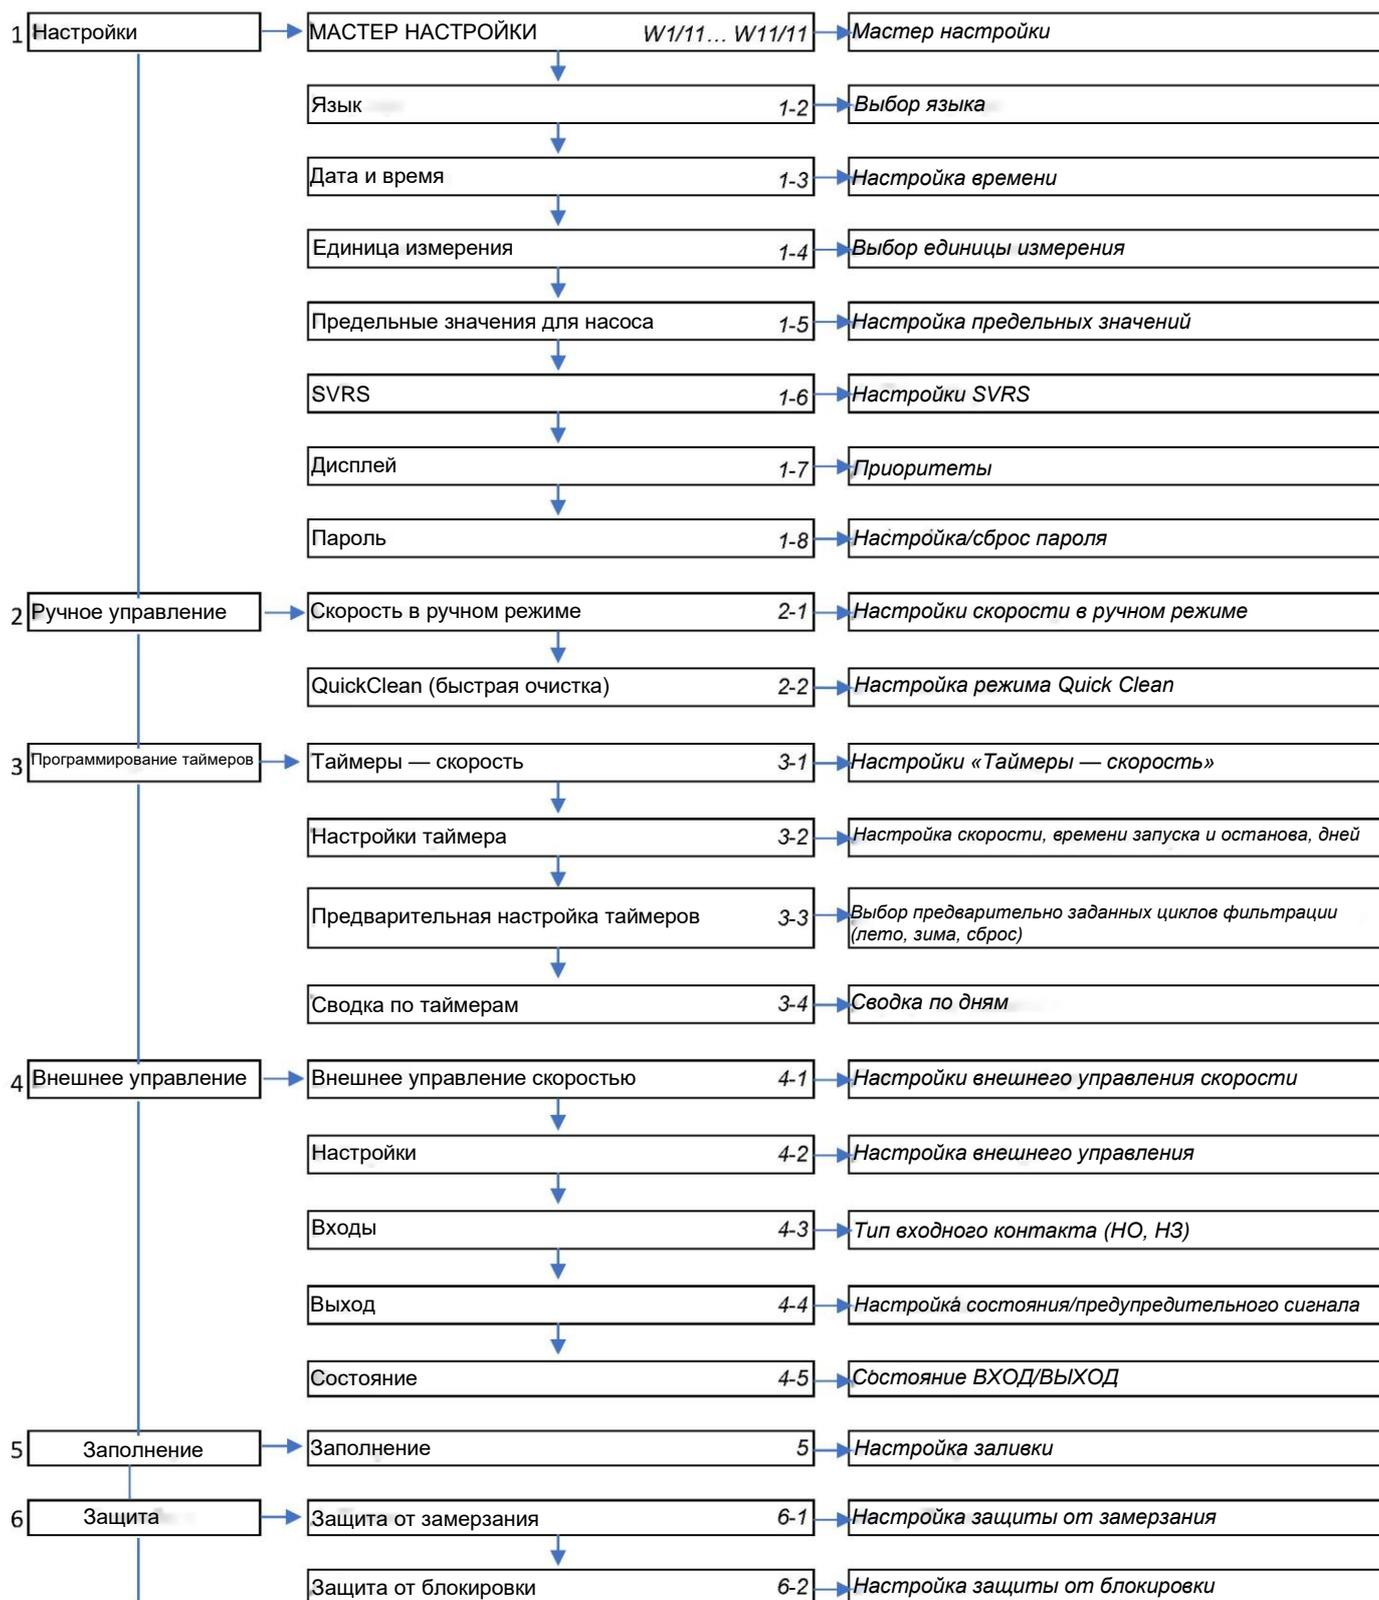 1 Настройки МАСТЕР НАСТРОЙКИ W1/11... W11/11 Мастер настройки
Язык 1-2 Выбор языка
Дата и время 1-3 Настройка времени
Единица измерения 1-4 Выбор единицы измерения
Предельные значения для насоса 1-5 Настройка предельных значений
SVRS 1-6 Настройки SVRS
Дисплей 1-7 Приоритеты
Пароль 1-8 Настройка/сброс пароля
2 Ручное управление Скорость в ручном режиме 2-1 Настройки скорости в ручном режиме
QuickClean (быстрая очистка) 2-2 Настройка режима Quick Clean
3 Программирование таймеров Таймеры — скорость 3-1 Настройки «Таймеры — скорость»
Настройки таймера 3-2 Настройка скорости, времени запуска и останова, дней
Предварительная настройка таймеров 3-3 Выбор предварительно заданных циклов фильтрации
(лето, зима, сброс)
Сводка по таймерам 3-4 Сводка по дням
4 Внешнее управление Внешнее управление скоростью 4-1 Настройки внешнего управления скорости
Настройки 4-2 Настройка внешнего управления
Входы 4-3 Тип входного контакта (НО, НЗ)
Выход 4-4 Настройка состояния/предупредительного сигнала
Состояние 4-5 Состояние ВХОД/ВЫХОД
5 Заполнение Заполнение 5 Настройка заливки
6 Защита Защита от замерзания 6-1 Настройка защиты от замерзания
Защита от блокировки 6-2 Настройка защиты от блокировки